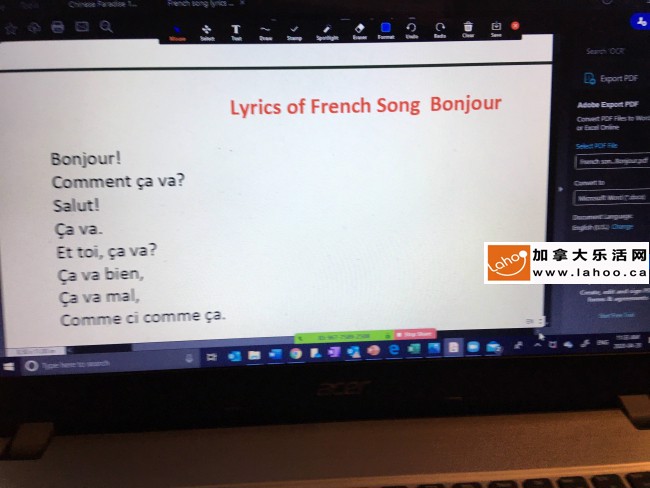 Chinese Paradise 1...
French song lyrics ...
Mouse
Select
Text
Draw
Stamp
Spotlight
Eraser
Format
Undo
Redo
Clear
Save
Search 'OCR'
Export PDF
Adobe Export PDF
Convert PDF Files to Word
or Excel Online
Select PDF File
French son...Bonjour.pdf
Convert to
Microsoft Word (*.docx)
Document Language:
English (U.S.) Change
Lyrics of French Song Bonjour
Bonjour!
Comment ça va?
Salut!
Ça va.
Et toi, ça va?
Ça va bien,
Ça va mal,
Comme ci comme ça.
Lahoo
加拿大乐活网
www.lahoo.ca
Create, edit and sign PDF
forms & agreements
Start Free Trial
Stop Share
Type here to search
ENG
acer